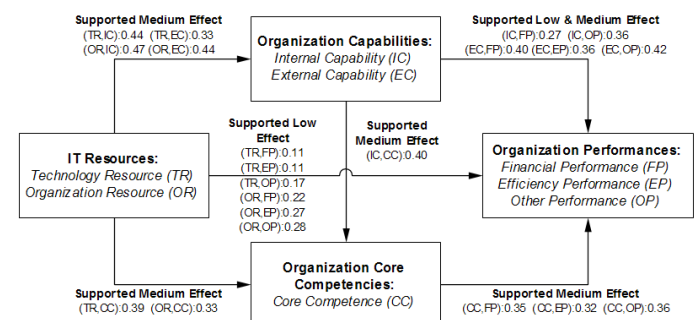 Supported Medium Effect
(TR,IC):0.44 (TR,EC):0.33
(OR,IC):0.47 (OR,EC):0.44
Organization Capabilities:
Internal Capability (IC)
External Capability (EC)
Supported Low & Medium Effect
(IC,FP):0.27 (IC,OP):0.36
(EC,FP):0.40 (EC,EP):0.36 (EC,OP):0.42
Supported Low
Effect
(TR,FP):0.11
(TR,EP):0.11
(TR,OP):0.17
(OR,FP):0.22
(OR,EP):0.27
(OR,OP):0.28
Supported
Medium Effect
(IC,CC):0.40
IT Resources:
Technology Resource (TR)
Organization Resource (OR)
Organization Performances:
Financial Performance (FP)
Efficiency Performance (EP)
Other Performance (OP)
Organization Core
Competencies:
Core Competence (CC)
Supported Medium Effect
(TR,CC):0.39 (OR,CC):0.33
Supported Medium Effect
(CC,FP):0.35 (CC,EP):0.32 (CC,OP):0.36